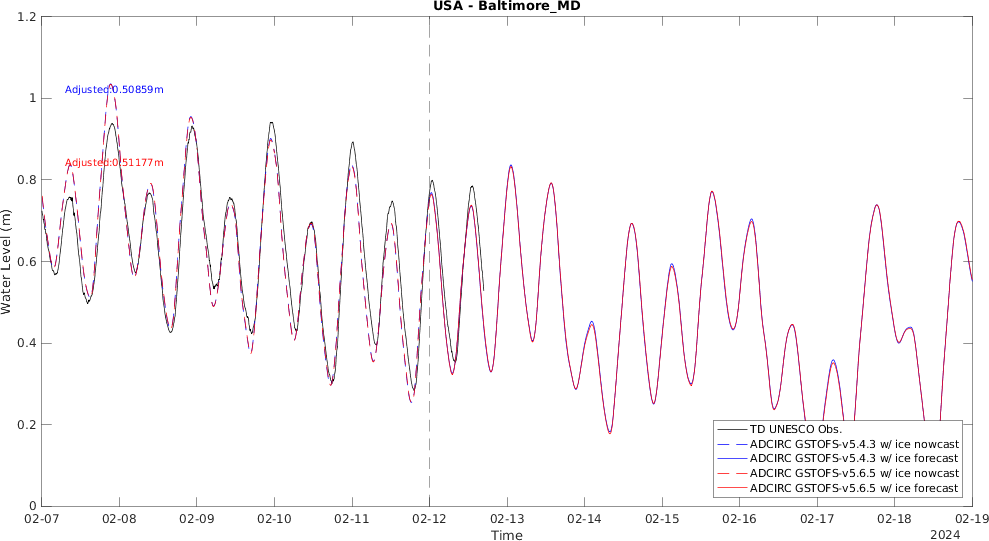 USA - Baltimore_MD
1.2
1
0.8
0.6
0.4
0.2
0
Water Level (m)
Adjusted:0.50859m
Adjusted:0.51177m
TD UNESCO Obs.
ADCIRC GSTOFS-v5.4.3 w/ ice nowcast
ADCIRC GSTOFS-v5.4.3 w/ ice forecast
ADCIRC GSTOFS-v5.6.5 w/ ice nowcast
ADCIRC GSTOFS-v5.6.5 w/ ice forecast
02-07 02-08 02-09 02-10 02-11 02-12 02-13 02-14 02-15 02-16 02-17 02-18 02-19
Time
2024